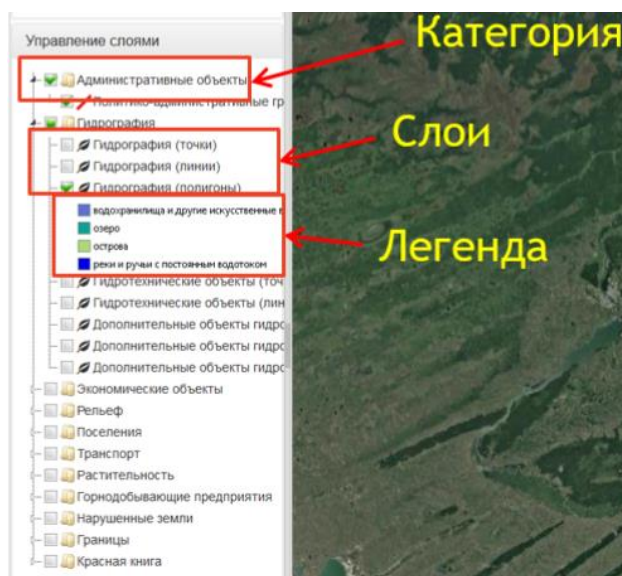 Управление слоями
Категория
Административные объекты
Политико-административные гр
Гидрография
Слои
Гидрография (точки)
Гидрография (линии)
Гидрография (полигоны)
водохранилища и другие искусственные в
озеро
Легенда
острова
реки и ручьи с постоянным водотоком
Гидротехнические объекты (точ
Гидротехнические объекты (лин
Дополнительные объекты гидро
Дополнительные объекты гидро
Дополнительные объекты гидро
Экономические объекты
Рельеф
Поселения
Транспорт
Растительность
Горнодобывающие предприятия
Нарушенные земли
Границы
Красная книга